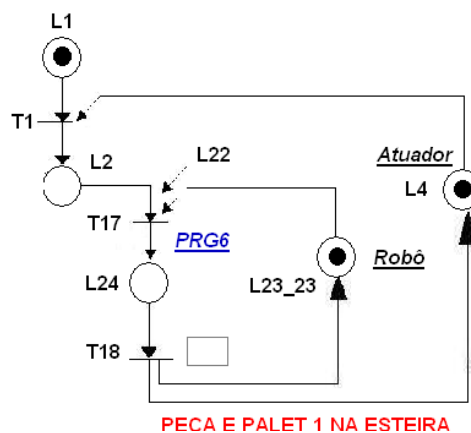 L1
T1
L2
L22
Atuador
L4
T17
PRG6
L24
L23_23
Robô
T18
PECA E PALET 1 NA ESTEIRA